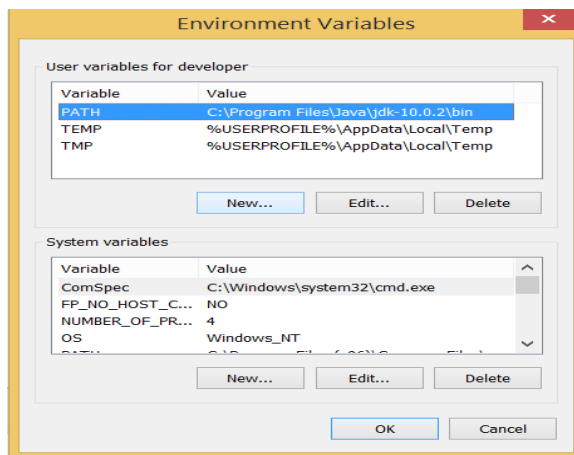 Environment Variables
User variables for developer
Variable Value
PATH C:\Program Files\Java\jdk-10.0.2\bin
TEMP %USERPROFILE%\AppData\Local\Temp
TMP %USERPROFILE%\AppData\Local\Temp
New... Edit... Delete
System variables
Variable Value
ComSpec C:\Windows\system32\cmd.exe
FP_NO_HOST_C... NO
NUMBER_OF_PR... 4
OS Windows_NT
New... Edit... Delete
OK Cancel